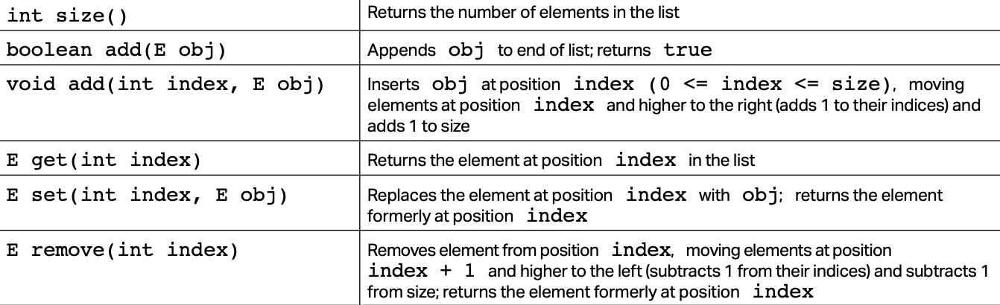 int size()
Returns the number of elements in the list
boolean add(E obj)
Appends obj to end of list; returns true
void add(int index, E obj)
Inserts obj at position index (0 <= index <= size), moving
elements at position index and higher to the right (adds 1 to their indices) and
adds 1 to size
E get(int index)
Returns the element at position index in the list
E set(int index, E obj)
Replaces the element at position index with obj; returns the element
formerly at position index
E remove(int index)
Removes element from position index, moving elements at position
index + 1 and higher to the left (subtracts 1 from their indices) and subtracts 1
from size; returns the element formerly at position index